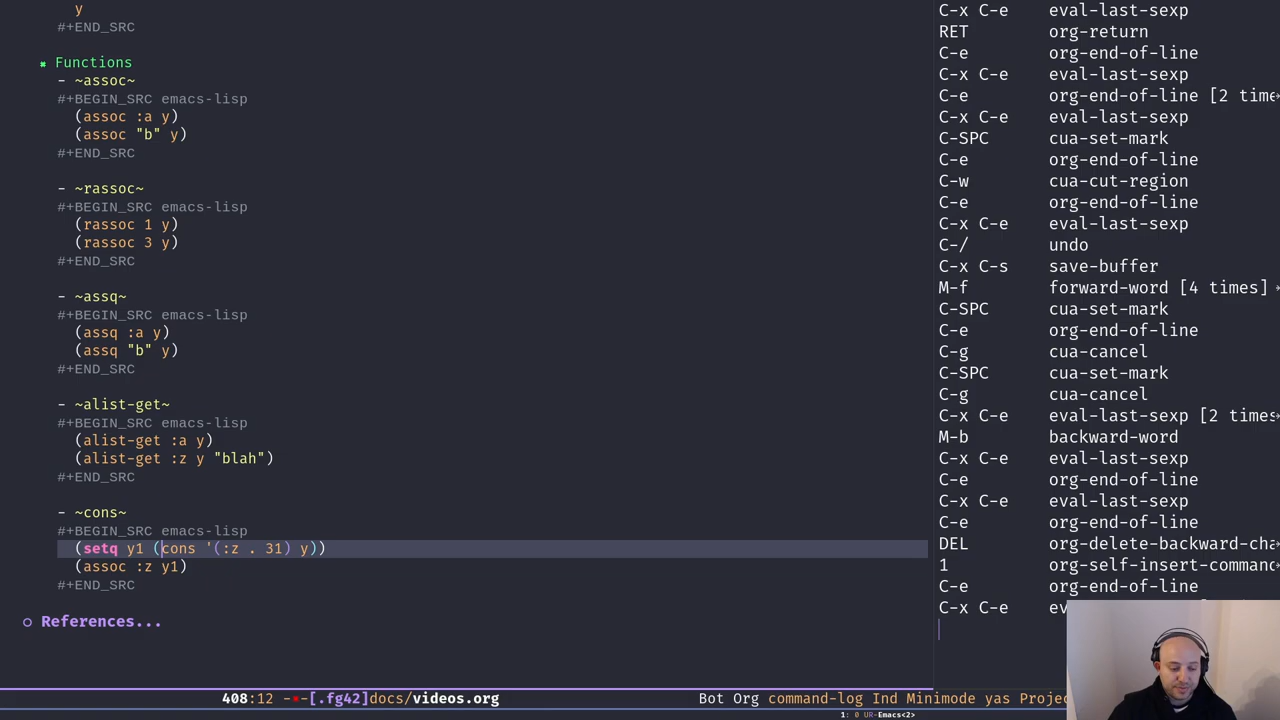 y
#+END_SRC
Functions
- ~assoc~
#+BEGIN_SRC emacs-lisp
(assoc :a y)
(assoc "b" y)
#+END_SRC
- ~rassoc~
#+BEGIN_SRC emacs-lisp
(rassoc 1 y)
(rassoc 3 y)
#+END_SRC
- ~assq~
#+BEGIN_SRC emacs-lisp
(assq :a y)
(assq "b" y)
#+END_SRC
- ~alist-get~
#+BEGIN_SRC emacs-lisp
(alist-get :a y)
(alist-get :z y "blah")
#+END_SRC
- ~cons~
#+BEGIN_SRC emacs-lisp
(setq y1 (cons '(:z . 31) y))
(assoc :z y1)
#+END_SRC
References...
408:12 -*-[.fg42]docs/videos.org
Bot Org command-log Ind Minimode yas Projec
1: 0 UR-Emacs<2>
C-x C-e eval-last-sexp
RET org-return
C-e org-end-of-line
C-x C-e eval-last-sexp
C-e org-end-of-line [2 time
C-x C-e eval-last-sexp
C-SPC cua-set-mark
C-e org-end-of-line
C-w cua-cut-region
C-e org-end-of-line
C-x C-e eval-last-sexp
C-/ undo
C-x C-s save-buffer
M-f forward-word [4 times]
C-SPC cua-set-mark
C-e org-end-of-line
C-g cua-cancel
C-SPC cua-set-mark
C-g cua-cancel
C-x C-e eval-last-sexp [2 times
M-b backward-word
C-x C-e eval-last-sexp
C-e org-end-of-line
C-x C-e eval-last-sexp
C-e org-end-of-line
DEL org-delete-backward-cha
1 org-self-insert-comman
C-e org-end-of-line
C-x C-e ev